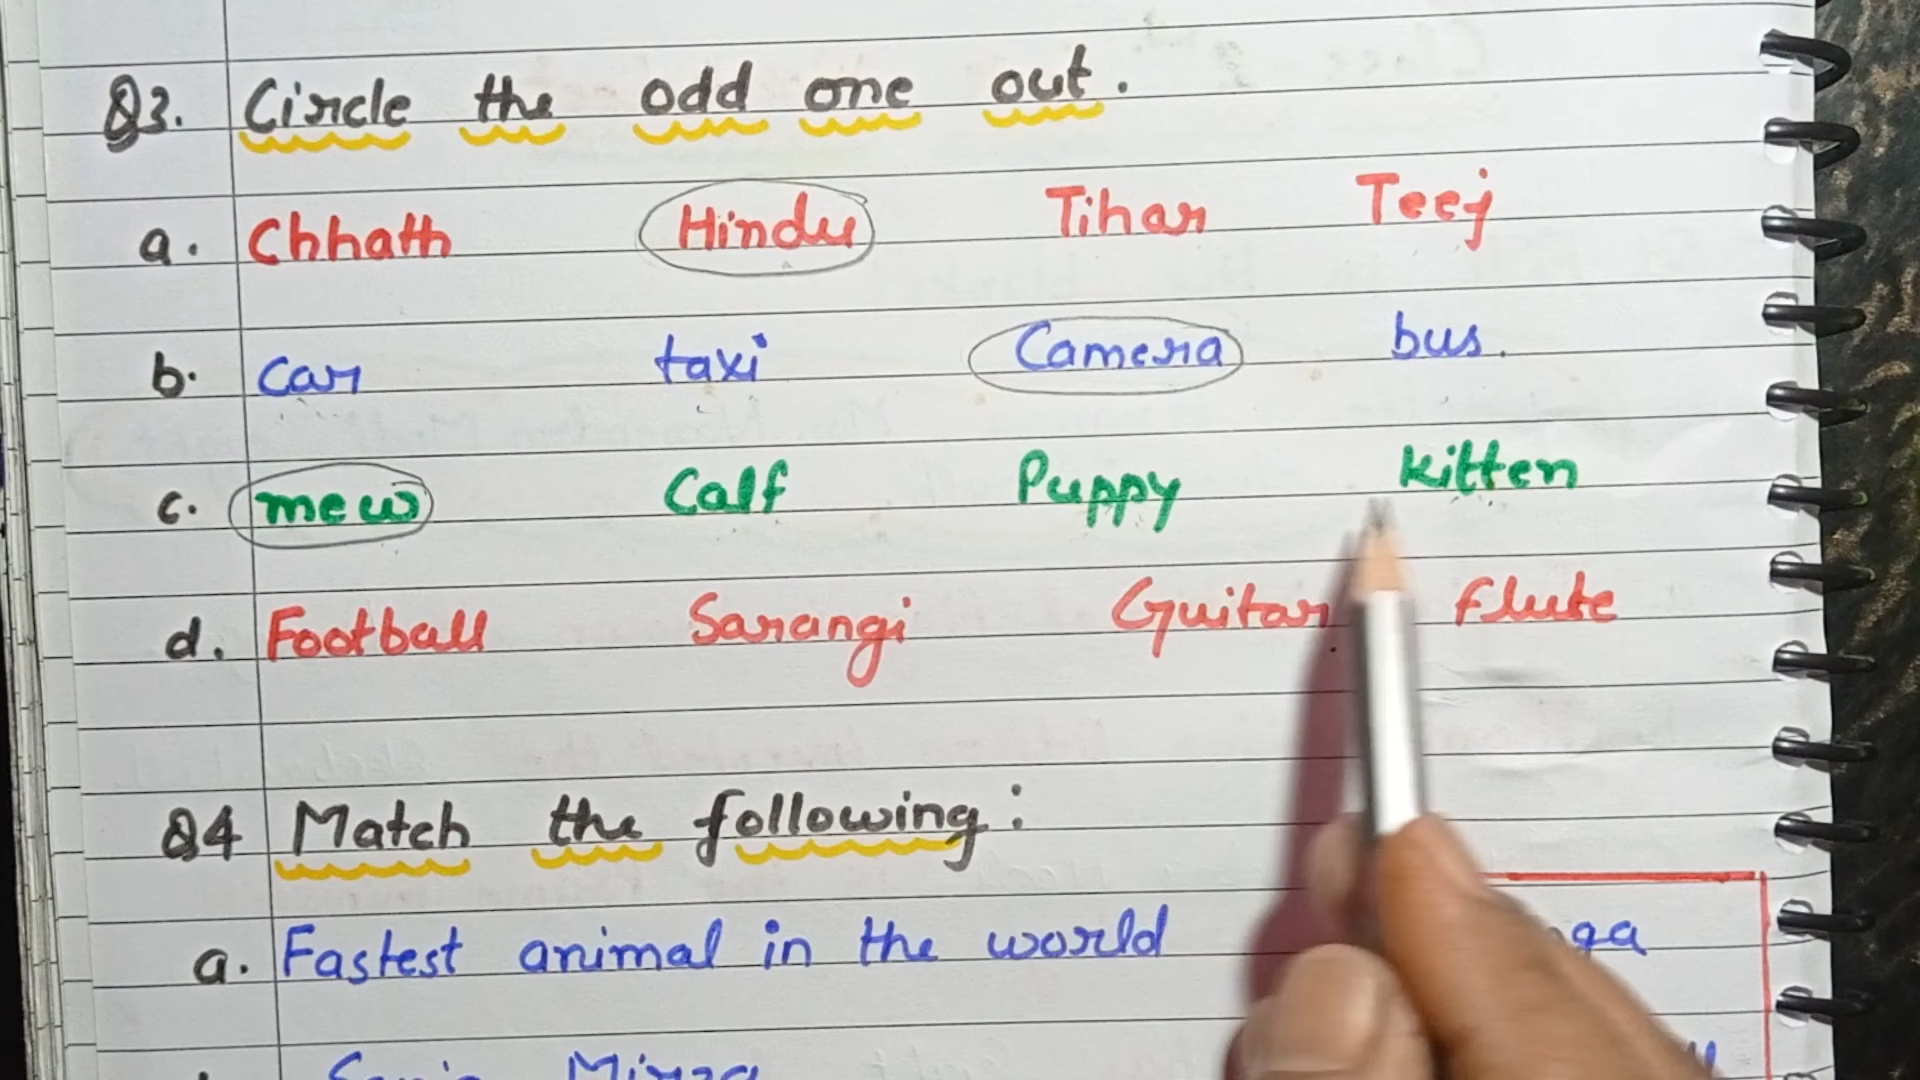 Q3. Circle the odd one out.
a. Chhath Hindu Tihar Teej
b. Car taxi Camera bus.
c. mew Calf Puppy kitten
d. Football Sarangi Guitar flute
Q4 Match the following:
a. Fastest animal in the world
Mirza